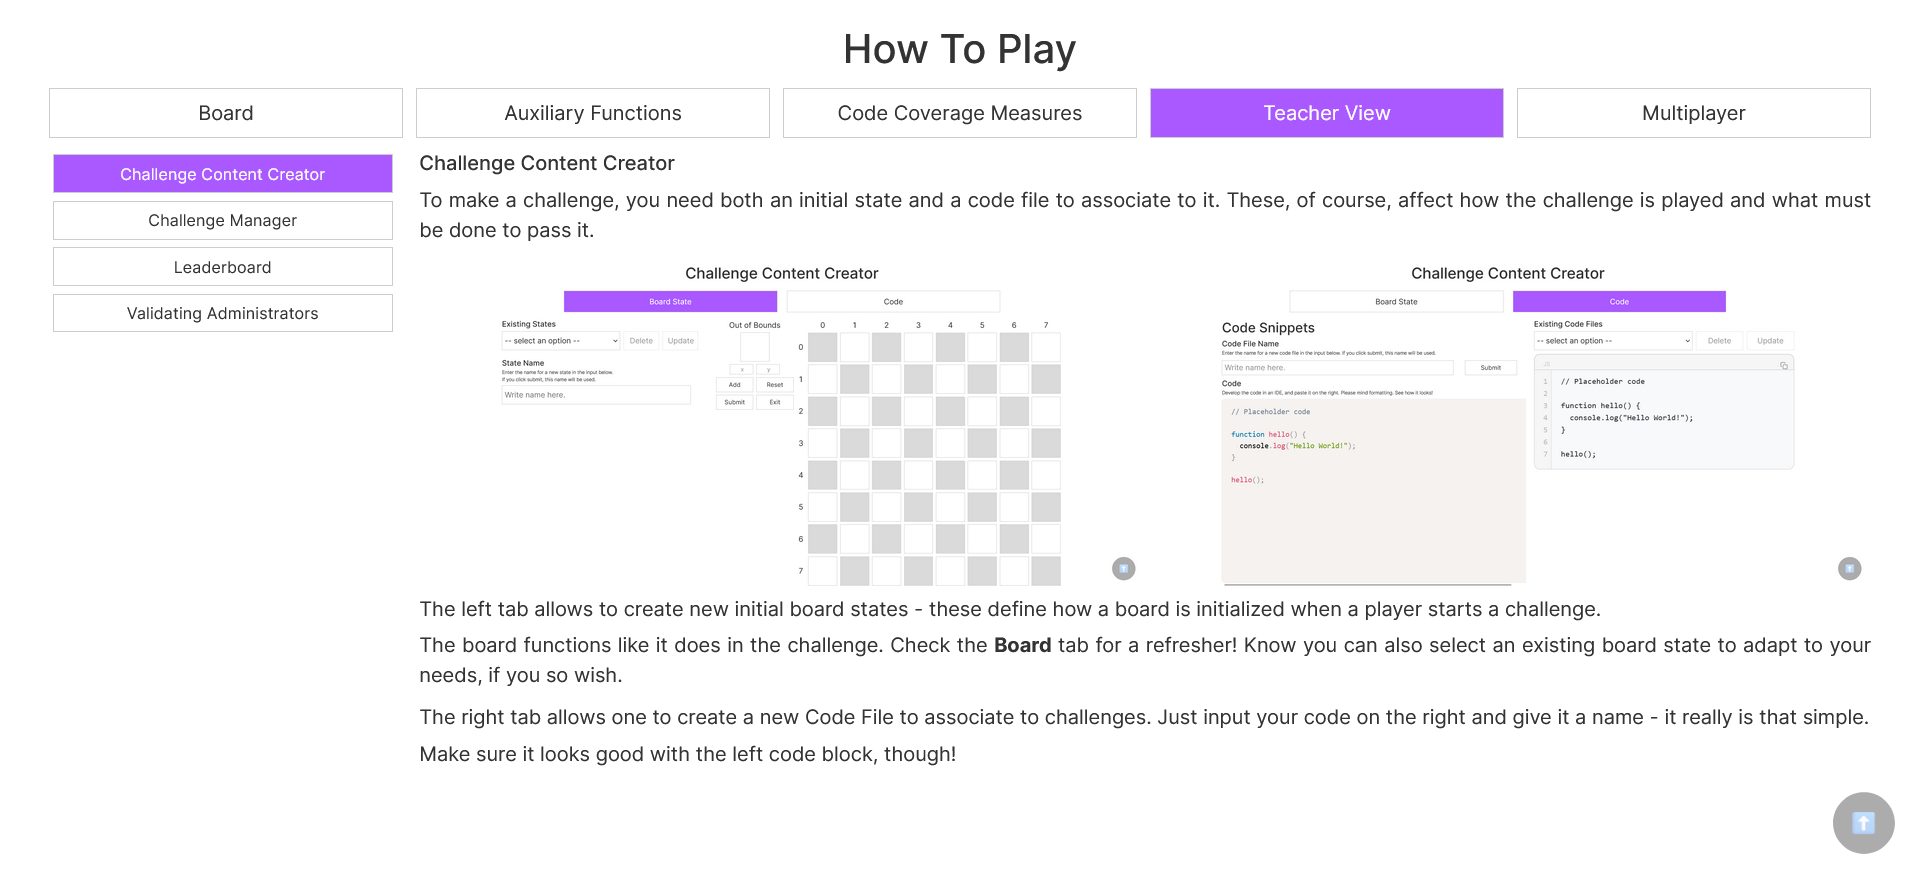 How To Play
Board
Auxiliary Functions
Code Coverage Measures
Teacher View
Multiplayer
Challenge Content Creator
Challenge Manager
Leaderboard
Validating Administrators
Challenge Content Creator
To make a challenge, you need both an initial state and a code file to associate to it. These, of course, affect how the challenge is played and what must
be done to pass it.
Challenge Content Creator
Board State
Code
Existing States
-- select an option --
Delete
Update
State Name
Enter the name for a new state in the input below.
If you click submit, this name will be used.
Write name here.
Out of Bounds
x
y
Add
Reset
Submit
Exit
0 1 2 3 4 5 6 7
0
1
2
3
4
5
6
7
Challenge Content Creator
Board State
Code
Code Snippets
Code File Name
Enter the name for a new code file in the input below. If you click submit, this name will be used.
Write name here.
Submit
Code
Develop the code in an IDE, and paste it on the right. Please mind formatting. See how it looks!
// Placeholder code
function hello() {
console.log("Hello World!");
}
hello();
Existing Code Files
-- select an option --
Delete
Update
JS
1 // Placeholder code
2
3 function hello() {
4 console.log("Hello World!");
5 }
6
7 hello();
The left tab allows to create new initial board states - these define how a board is initialized when a player starts a challenge.
The board functions like it does in the challenge. Check the Board tab for a refresher! Know you can also select an existing board state to adapt to your
needs, if you so wish.
The right tab allows one to create a new Code File to associate to challenges. Just input your code on the right and give it a name - it really is that simple.
Make sure it looks good with the left code block, though!